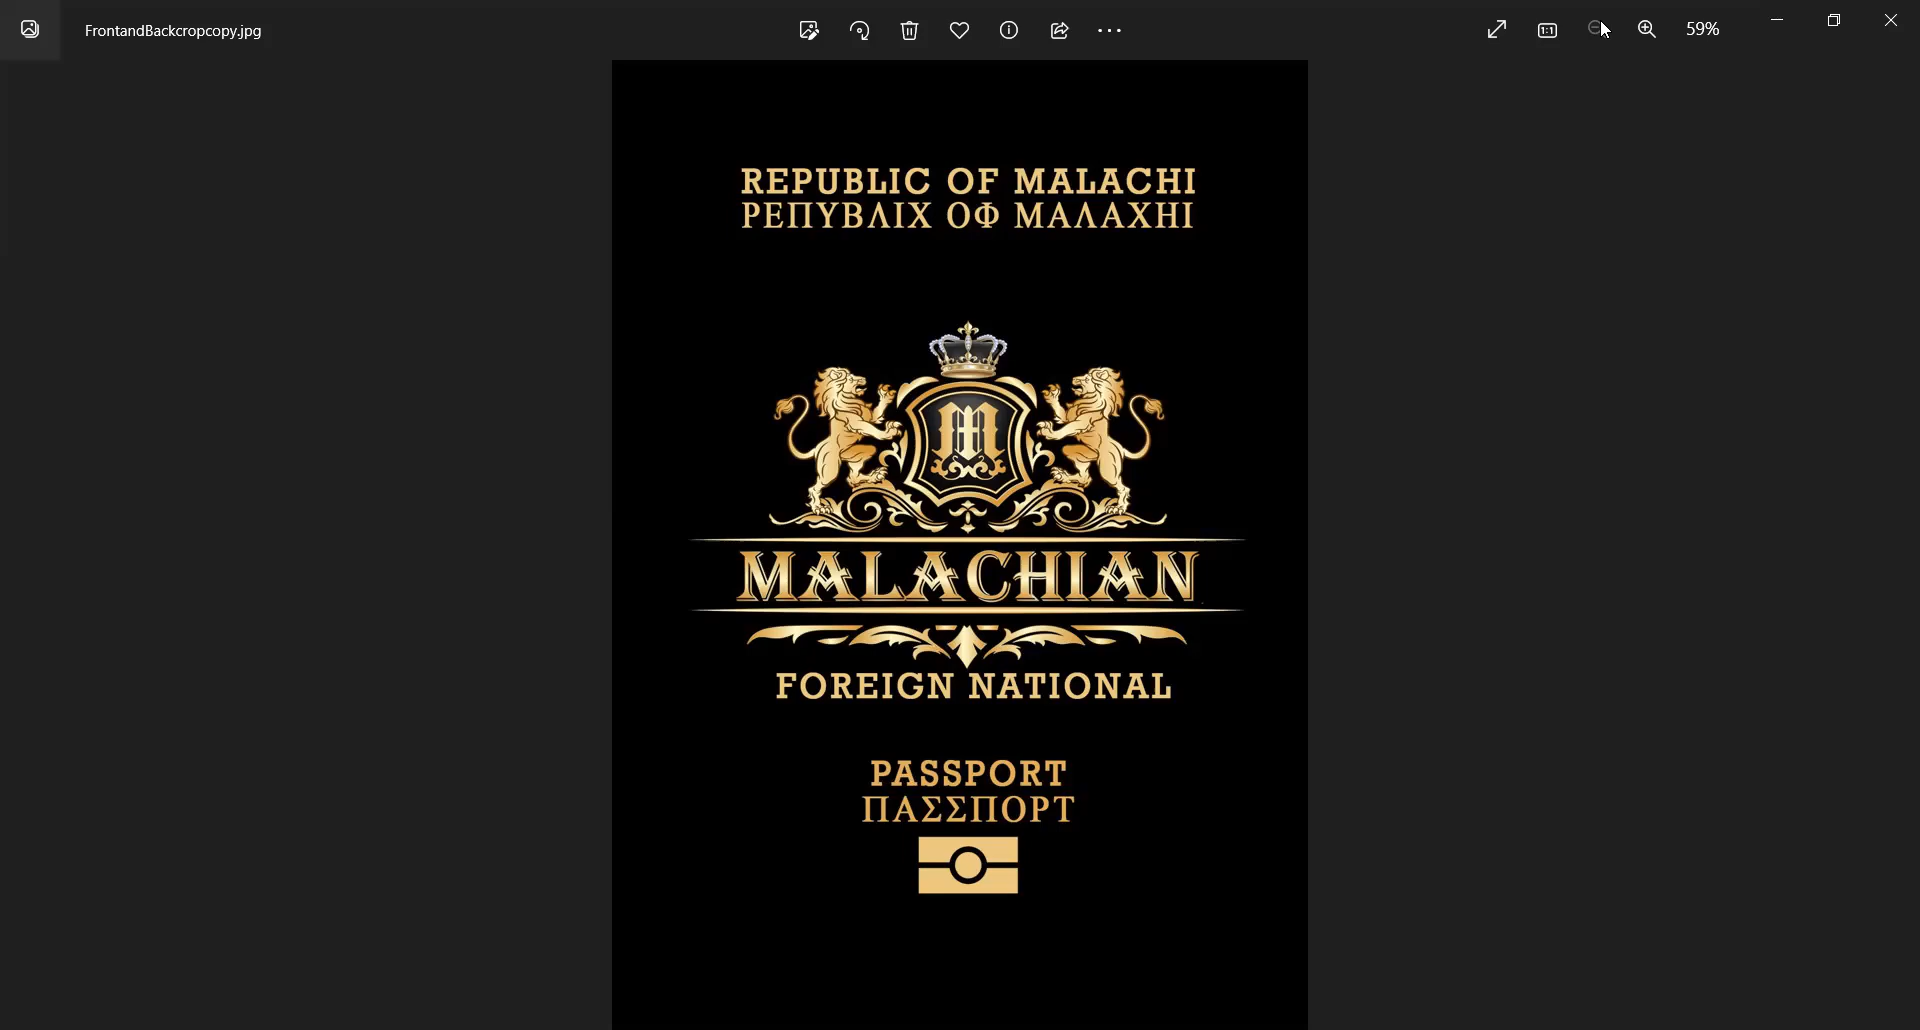 FrontandBackcropcopy.jpg
59%
REPUBLIC OF MALACHI
ΡΕΠΥΒΛΙΧ ΟΦ ΜΑΛΑΧΗΙ
M
MALACHIAN
FOREIGN NATIONAL
PASSPORT
ΠΑΣΣΠΟΡΤ